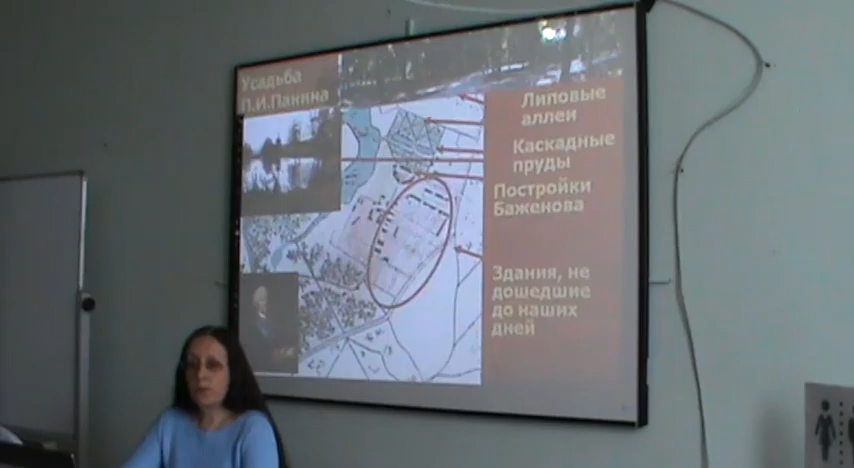 Усадьба
П.И.Панина
Липовые
аллеи
Каскадные
пруды
Постройки
Баженова
Здания, не
дошедшие
до наших
дней